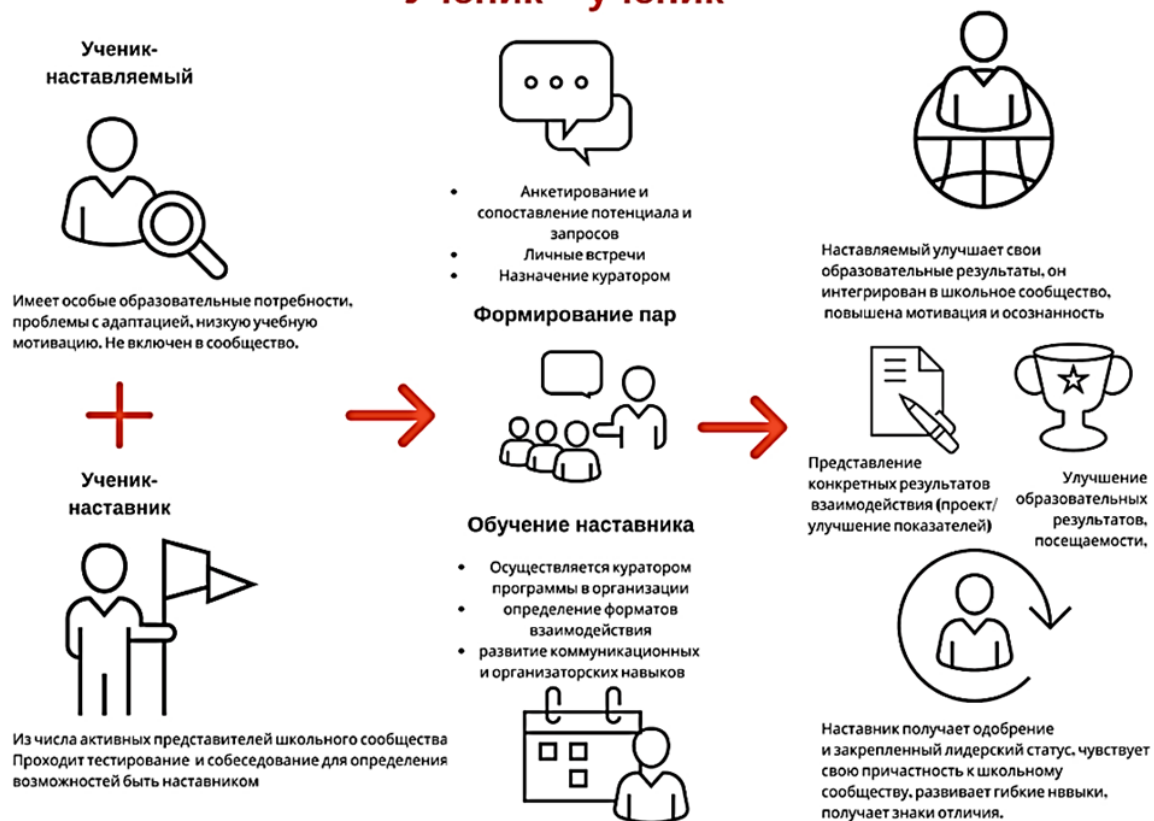 Ученик – ученик
Ученик-
наставляемый
Имеет особые образовательные потребности,
проблемы с адаптацией, низкую учебную
мотивацию. Не включен в сообщество.
Ученик-
наставник
Из числа активных представителей школьного сообщества
Проходит тестирование и собеседование для определения
возможностей быть наставником
• Анкетирование и
сопоставление потенциала и
запросов
• Личные встречи
• Назначение куратором
Формирование пар
Обучение наставника
• Осуществляется куратором
программы в организации
• определение форматов
взаимодействия
• развитие коммуникационных
и организаторских навыков
Наставляемый улучшает свои
образовательные результаты, он
интегрирован в школьное сообщество,
повышена мотивация и осознанность
Представление
конкретных результатов
взаимодействия (проект/
улучшение показателей)
Улучшение
образовательных
результатов,
посещаемости,
Наставник получает одобрение
и закрепленный лидерский статус, чувствует
свою причастность к школьному
сообществу, развивает гибкие нввыки,
получает знаки отличия.